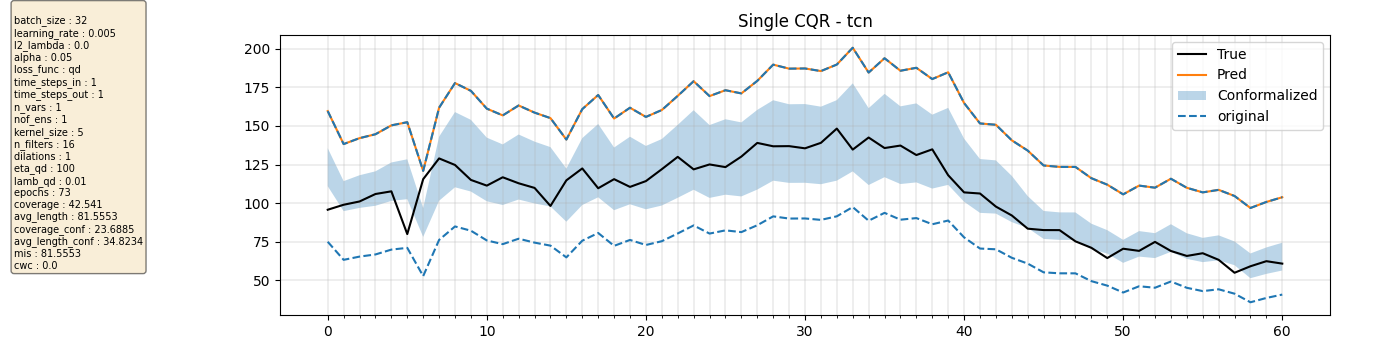 batch_size : 32
learning_rate : 0.005
l2_lambda : 0.0
alpha : 0.05
loss_func : qd
time_steps_in : 1
time_steps_out : 1
n_vars : 1
nof_ens : 1
kernel_size : 5
n_filters : 16
dilations : 1
eta_qd : 100
lamb_qd : 0.01
epochs : 73
coverage : 42.541
avg_length : 81.5553
coverage_conf : 23.6885
avg_length_conf : 34.8234
mis : 81.5553
cwc : 0.0
Single CQR - tcn
200
175
150
125
100
75
50
True
Pred
Conformalized
original
0 10 20 30 40 50 60